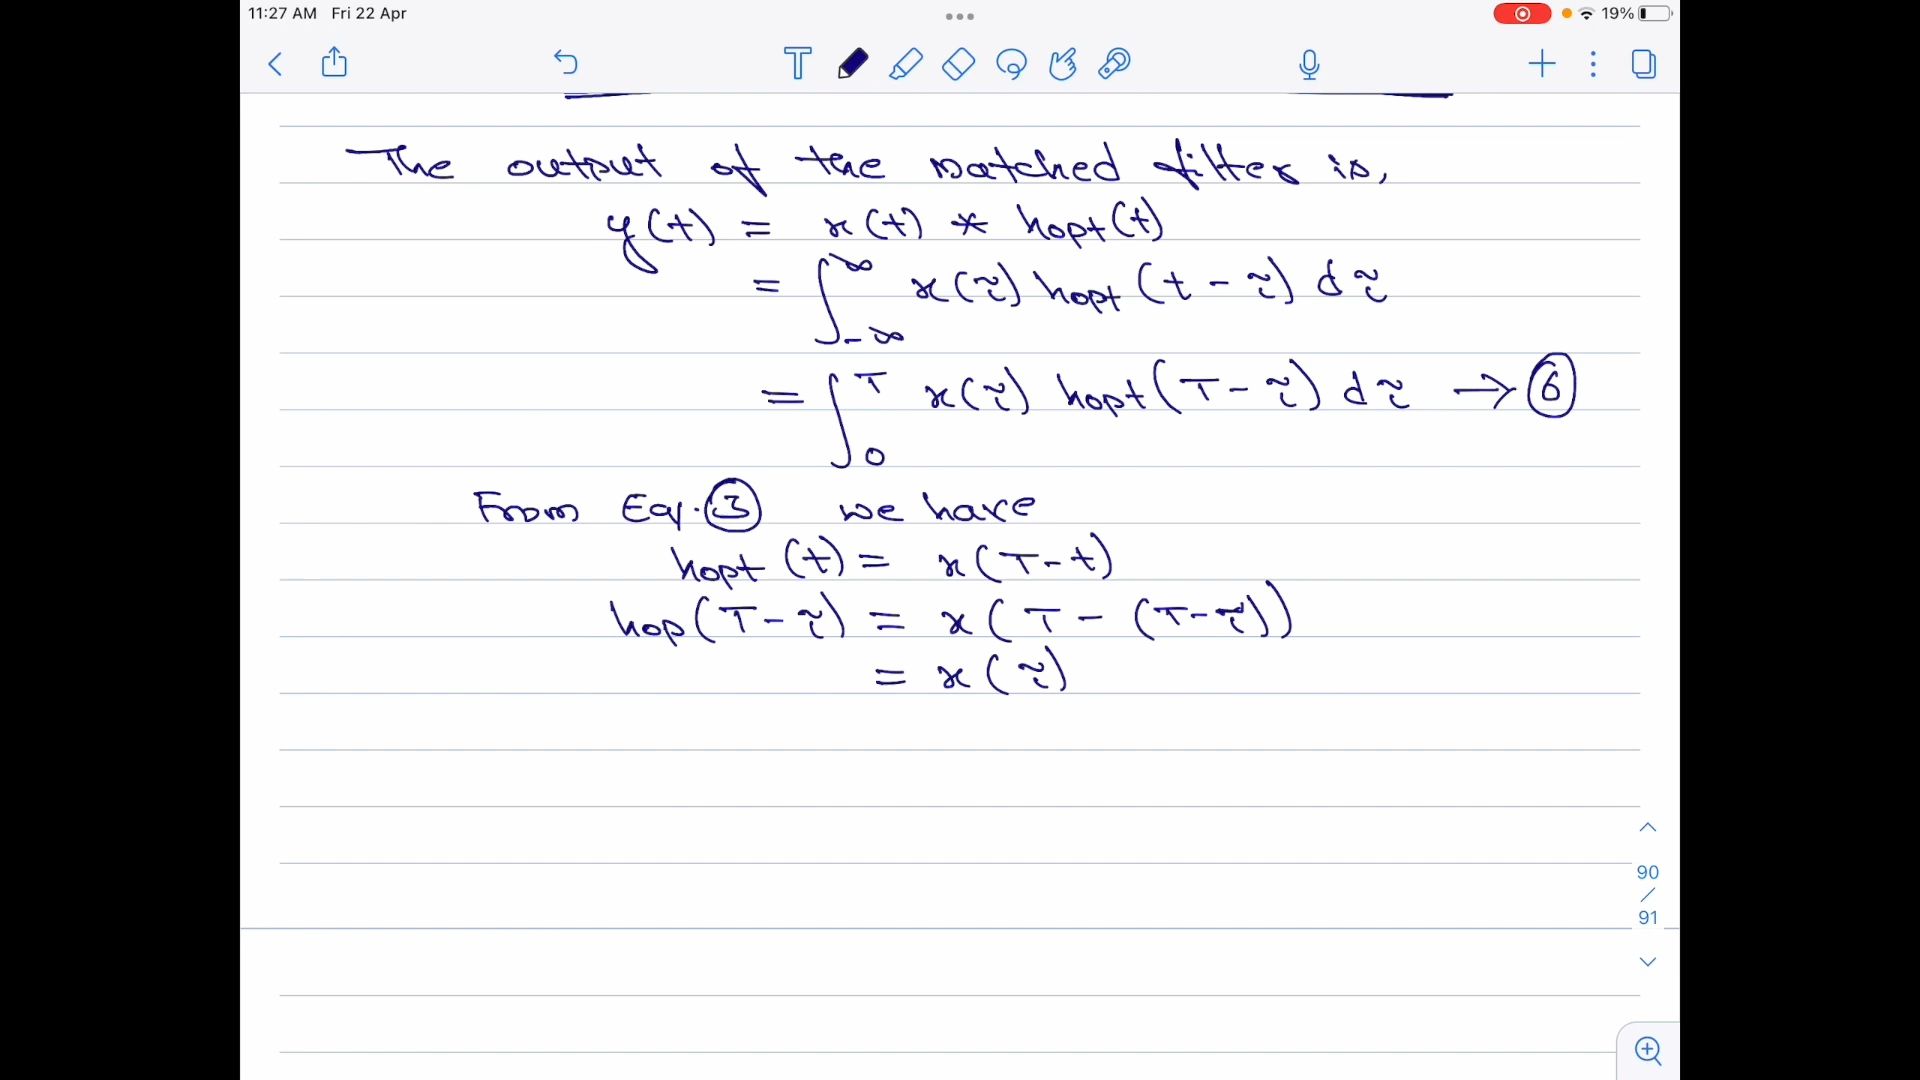 11:27 AM Fri 22 Apr
19%
T
The output of the matched filter is,
y(t) = x(t) * hopt(t)
= ∫_{-∞}^{∞} x(τ) hopt(t - τ) dτ
= ∫_{0}^{T} x(τ) hopt(T - τ) dτ → ⑥
From Eq. ③ we have
hopt(t) = x(T - t)
hop(T - τ) = x(T - (T - τ))
= x(τ)
90
/
91